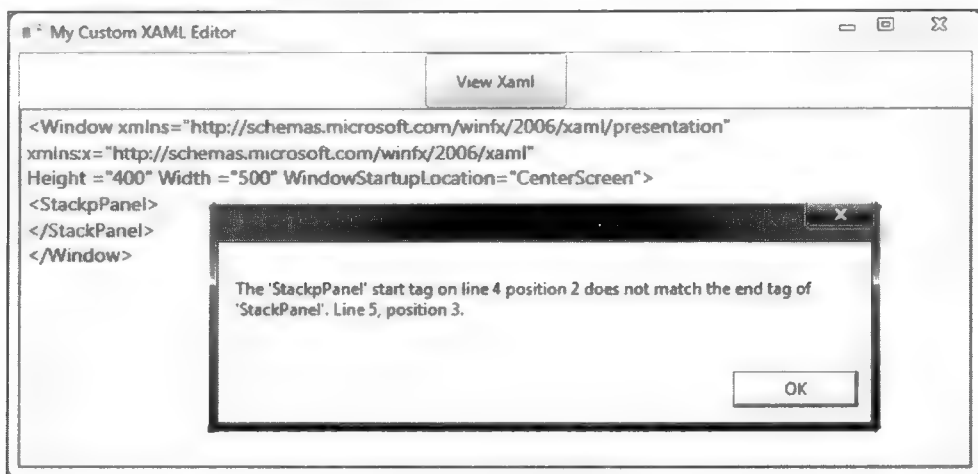 My Custom XAML Editor
View Xaml
<Window xmlns="http://schemas.microsoft.com/winfx/2006/xaml/presentation"
xmlns:x="http://schemas.microsoft.com/winfx/2006/xaml"
Height ="400" Width ="500" WindowStartupLocation="CenterScreen">
<StackpPanel>
</StackPanel>
</Window>
The 'StackpPanel' start tag on line 4 position 2 does not match the end tag of
'StackPanel'. Line 5, position 3.
OK